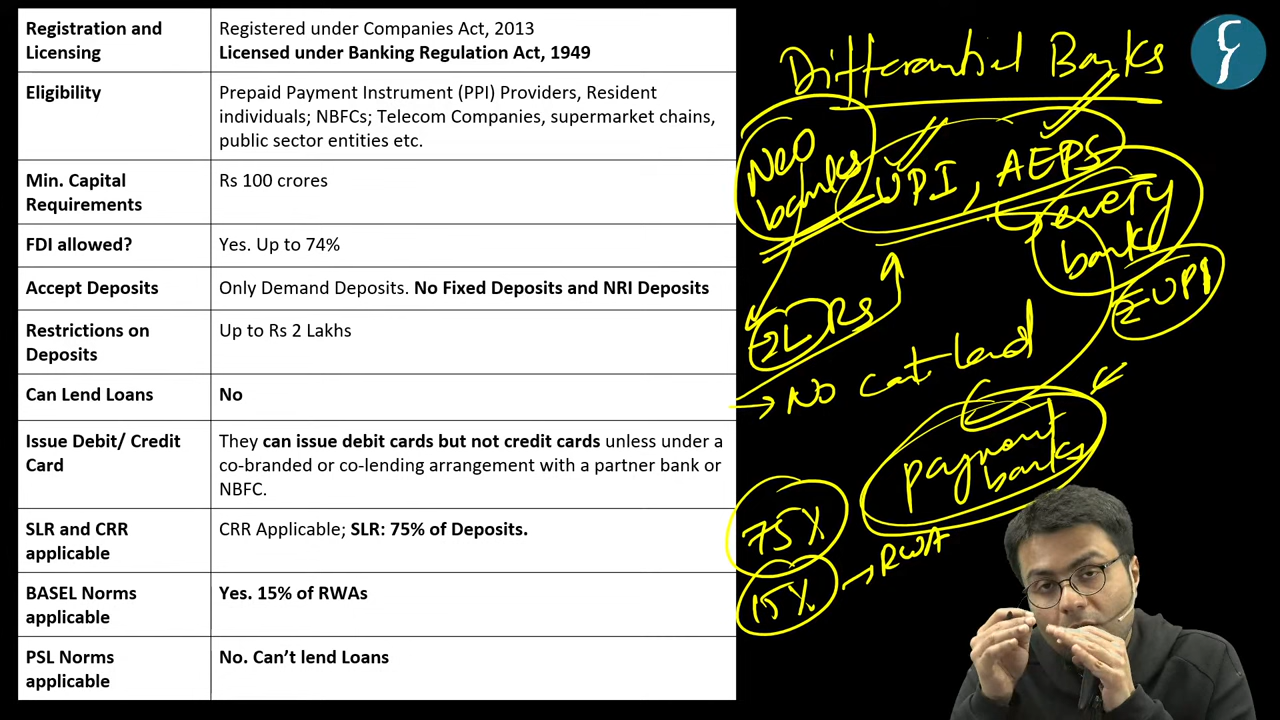 Registration and
Licensing
Registered under Companies Act, 2013
Licensed under Banking Regulation Act, 1949
Eligibility
Prepaid Payment Instrument (PPI) Providers, Resident
individuals; NBFCs; Telecom Companies, supermarket chains,
public sector entities etc.
Min. Capital
Requirements
Rs 100 crores
FDI allowed?
Yes. Up to 74%
Accept Deposits
Only Demand Deposits. No Fixed Deposits and NRI Deposits
Restrictions on
Deposits
Up to Rs 2 Lakhs
Can Lend Loans
No
Issue Debit/ Credit
Card
They can issue debit cards but not credit cards unless under a
co-branded or co-lending arrangement with a partner bank or
NBFC.
SLR and CRR
applicable
CRR Applicable; SLR: 75% of Deposits.
BASEL Norms
applicable
Yes. 15% of RWAs
PSL Norms
applicable
No. Can’t lend Loans
Differential Banks
Neo
banks
UPI, AEPS
every
banks
UPI
2L Rs
→ No
lend
payment
banks
75%
15% → RWA